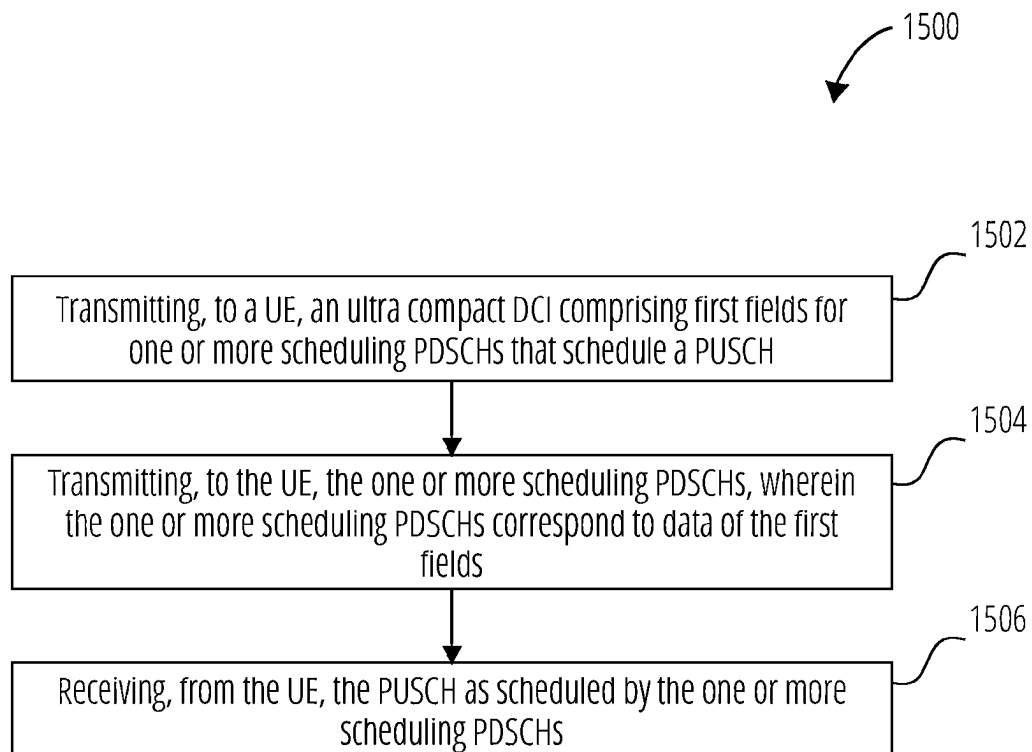 1500
1502
Transmitting, to a UE, an ultra compact DCI comprising first fields for
one or more scheduling PDSCHs that schedule a PUSCH
1504
Transmitting, to the UE, the one or more scheduling PDSCHs, wherein
the one or more scheduling PDSCHs correspond to data of the first
fields
1506
Receiving, from the UE, the PUSCH as scheduled by the one or more
scheduling PDSCHs